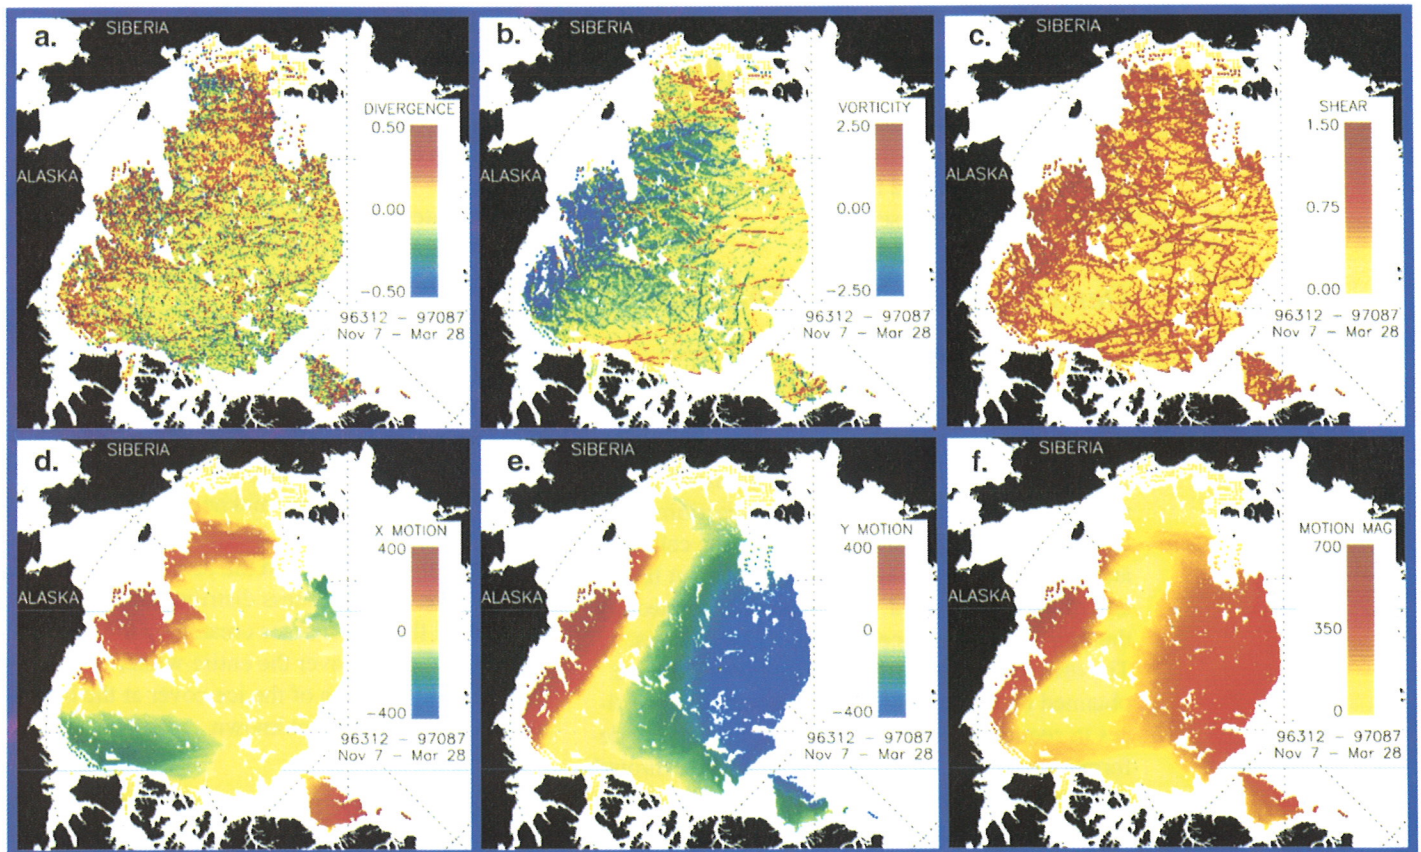 a.
SIBERIA
DIVERGENCE
0.50
ALASKA
0.00
−0.50
96312 − 97087
Nov 7 − Mar 28
b.
SIBERIA
VORTICITY
2.50
ALASKA
0.00
−2.50
96312 − 97087
Nov 7 − Mar 28
c.
SIBERIA
SHEAR
1.50
ALASKA
0.75
0.00
96312 − 97087
Nov 7 − Mar 28
d.
SIBERIA
X MOTION
400
ALASKA
0
−400
96312 − 97087
Nov 7 − Mar 28
e.
SIBERIA
Y MOTION
400
ALASKA
0
−400
96312 − 97087
Nov 7 − Mar 28
f.
SIBERIA
MOTION MAG
700
ALASKA
350
0
96312 − 97087
Nov 7 − Mar 28